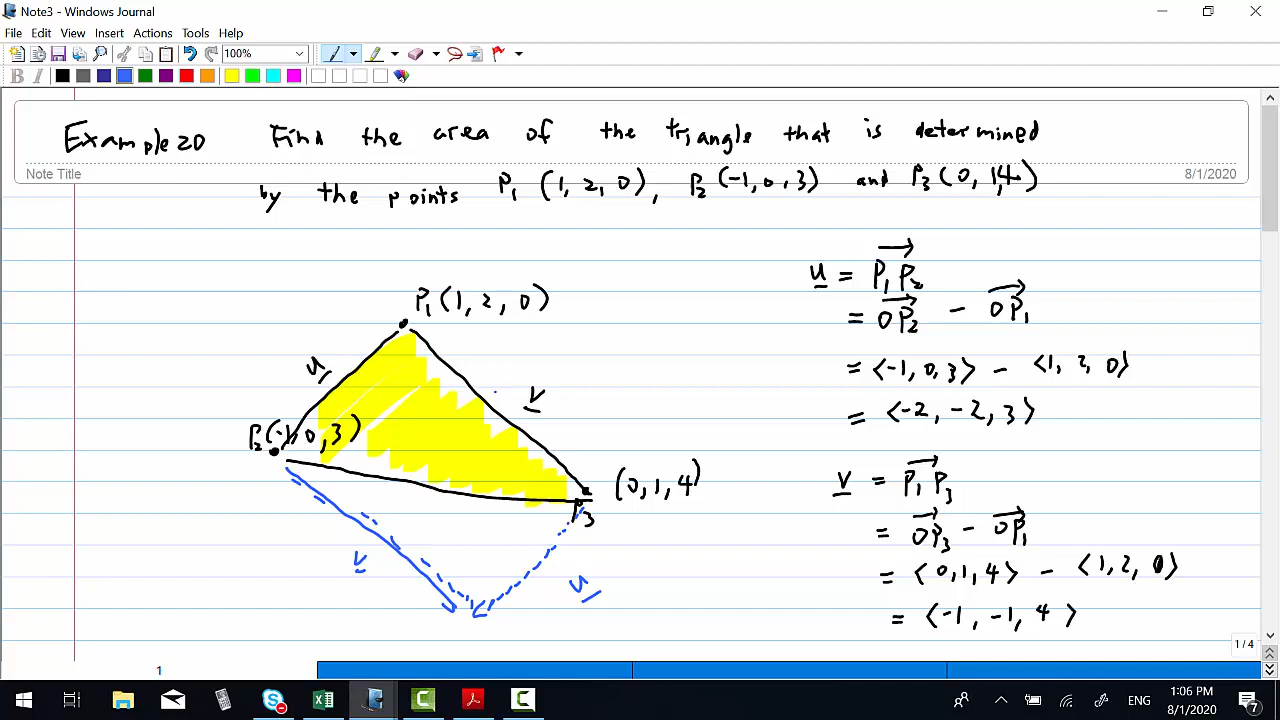 Note3 - Windows Journal
File Edit View Insert Actions Tools Help
100%
B I
Example 20 Find the area of the triangle that is determined
Note Title
8/1/2020
by the points P₁ (1, 2, 0), P₂ (-1, 0, 3) and P₃ (0, 1, 4)
P₁ (1, 2, 0)
u
v
P₂ (-1, 0, 3)
(0, 1, 4)
P₃
v
u
u = P₁P₂
= OP₂ - OP₁
= ⟨-1, 0, 3⟩ - ⟨1, 2, 0⟩
= ⟨-2, -2, 3⟩
v = P₁P₃
= OP₃ - OP₁
= ⟨0, 1, 4⟩ - ⟨1, 2, 0⟩
= ⟨-1, -1, 4⟩
1 / 4
1
ENG
1:06 PM
8/1/2020
7